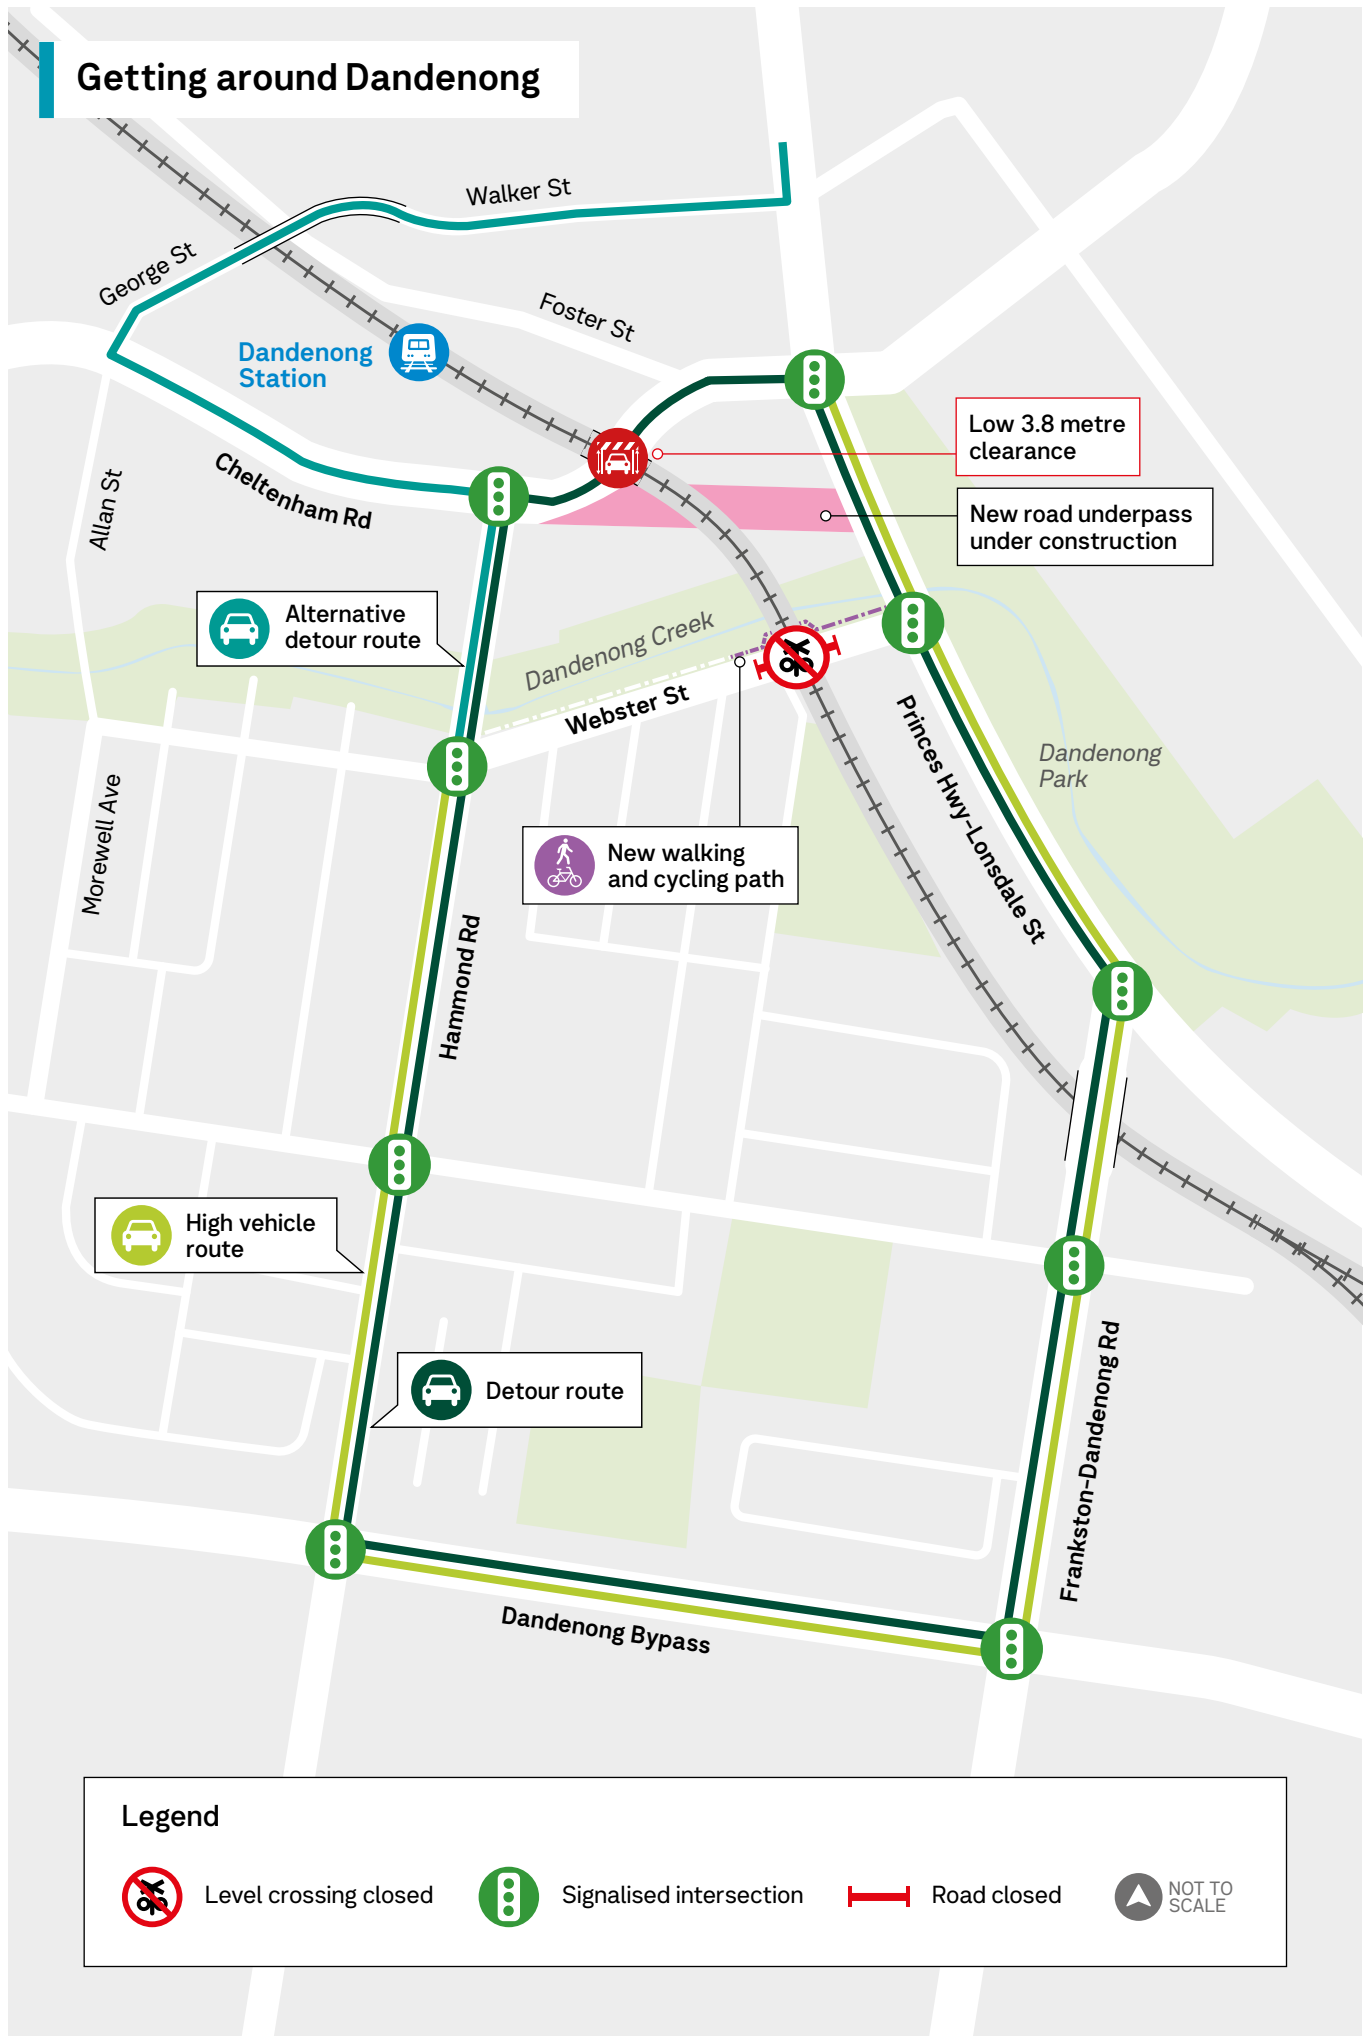 Getting around Dandenong
Walker St
George St
Foster St
Dandenong
Station
Low 3.8 metre
clearance
Cheltenham Rd
Allan St
New road underpass
under construction
Alternative
detour route
Dandenong Creek
Webster St
Princes Hwy-Lonsdale St
Dandenong
Park
Morewell Ave
New walking
and cycling path
Hammond Rd
High vehicle
route
Detour route
Frankston-Dandenong Rd
Dandenong Bypass
Legend
Level crossing closed
Signalised intersection
Road closed
NOT TO
SCALE